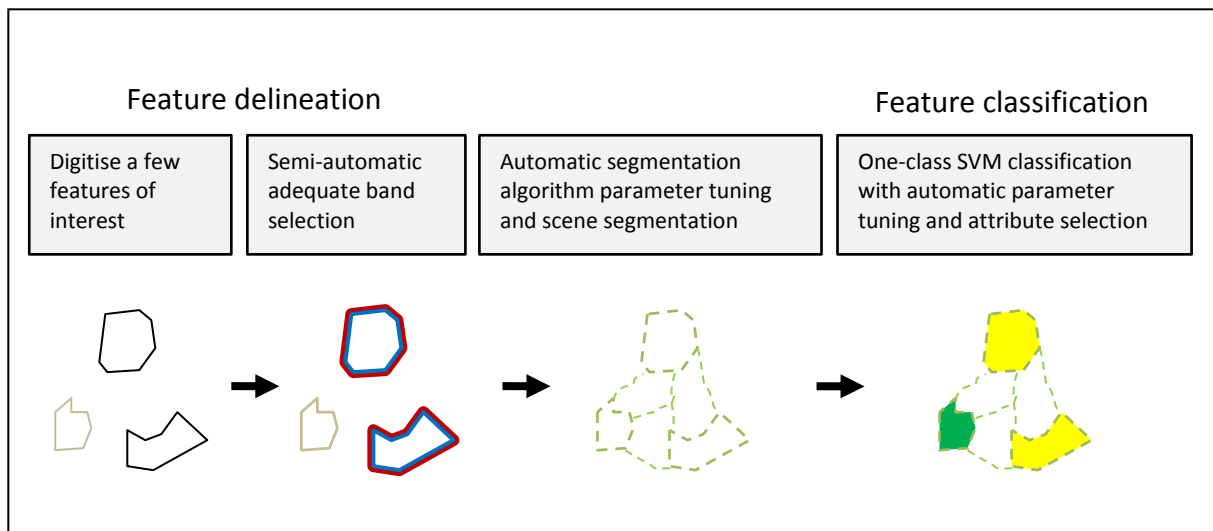 Feature delineation
Feature classification
Digitise a few
features of
interest
Semi-automatic
adequate band
selection
Automatic segmentation
algorithm parameter tuning
and scene segmentation
One-class SVM classification
with automatic parameter
tuning and attribute selection